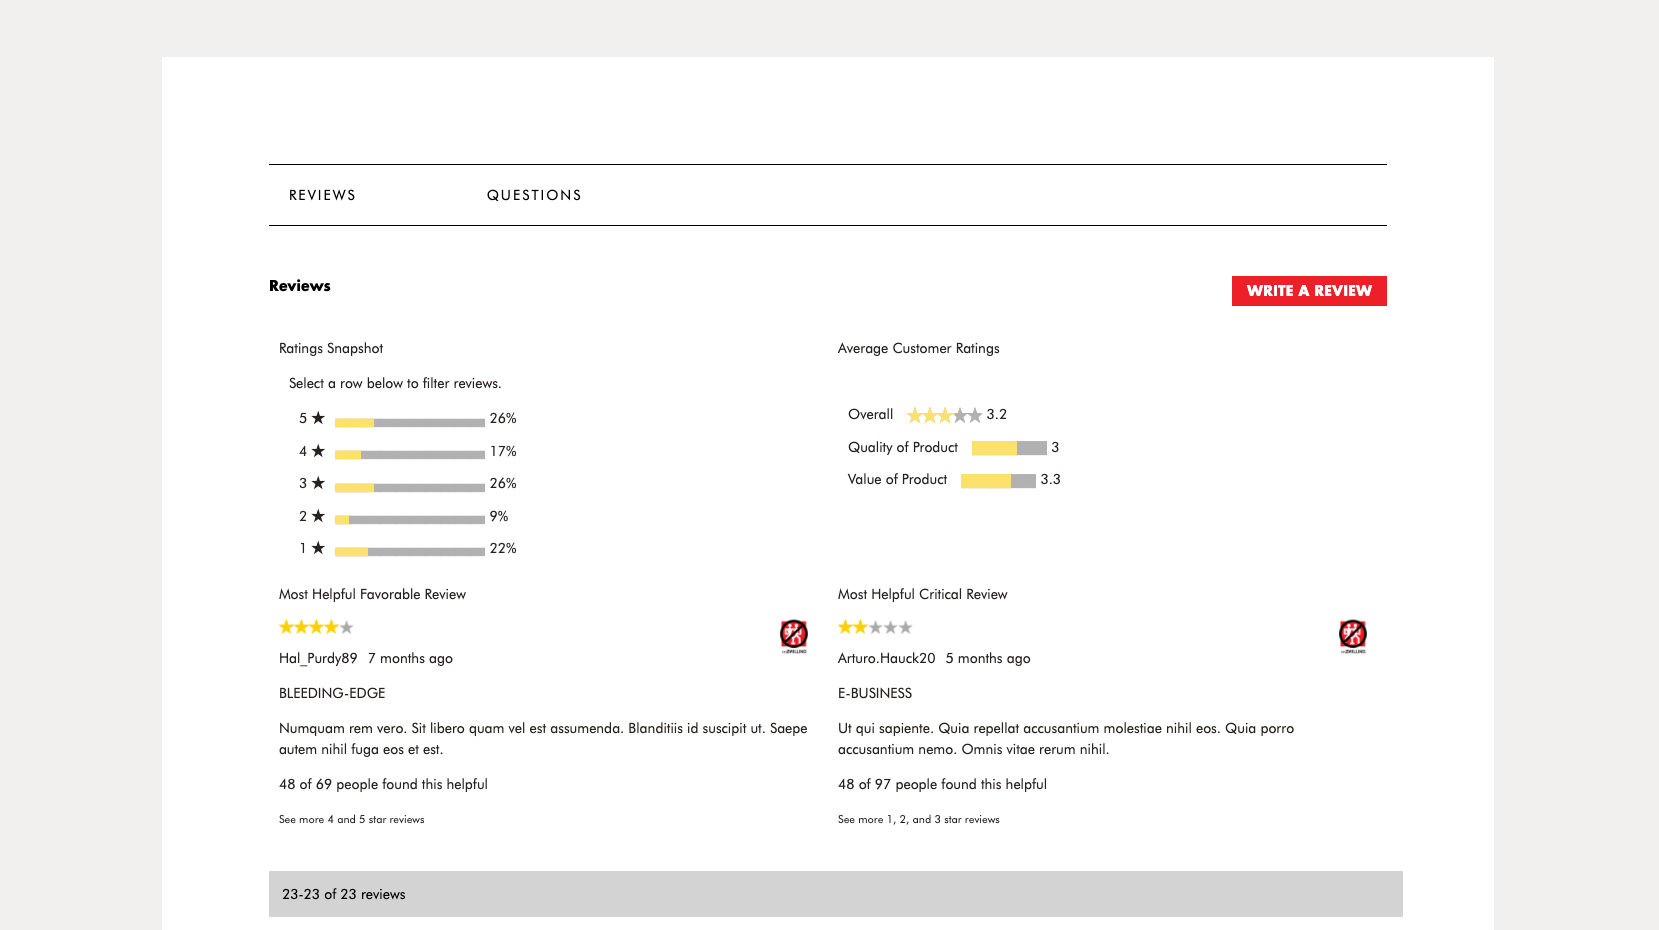 REVIEWS
QUESTIONS
Reviews
WRITE A REVIEW
Ratings Snapshot
Select a row below to filter reviews.
5 ★ 26%
4 ★ 17%
3 ★ 26%
2 ★ 9%
1 ★ 22%
Average Customer Ratings
Overall 3.2
Quality of Product 3
Value of Product 3.3
Most Helpful Favorable Review
Hal_Purdy89 7 months ago
BLEEDING-EDGE
Numquam rem vero. Sit libero quam vel est assumenda. Blanditiis id suscipit ut. Saepe
autem nihil fuga eos et est.
48 of 69 people found this helpful
See more 4 and 5 star reviews
Most Helpful Critical Review
Arturo.Hauck20 5 months ago
E-BUSINESS
Ut qui sapiente. Quia repellat accusantium molestiae nihil eos. Quia porro
accusantium nemo. Omnis vitae rerum nihil.
48 of 97 people found this helpful
See more 1, 2, and 3 star reviews
23-23 of 23 reviews